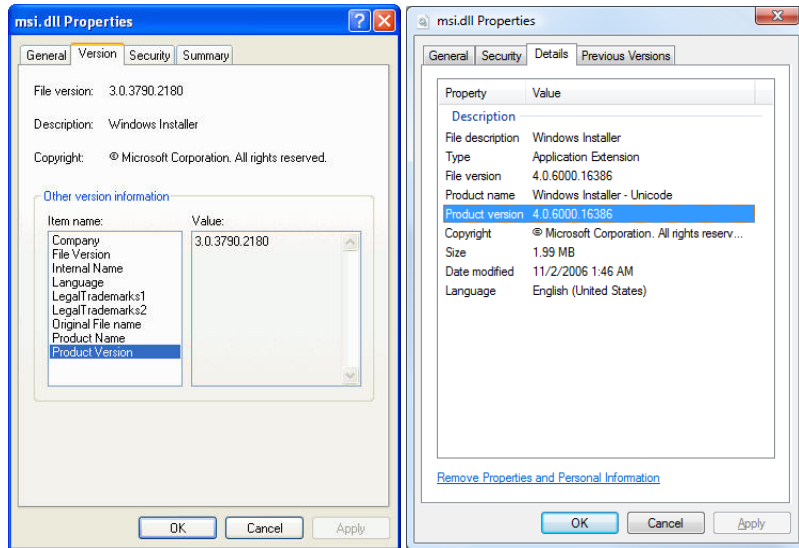 msi.dll Properties
General Version Security Summary
File version: 3.0.3790.2180
Description: Windows Installer
Copyright: © Microsoft Corporation. All rights reserved.
Other version information
Item name: Value:
Company 3.0.3790.2180
File Version
Internal Name
Language
LegalTrademarks1
LegalTrademarks2
Original File name
Product Name
Product Version
OK Cancel Apply
msi.dll Properties
General Security Details Previous Versions
Property Value
Description
File description Windows Installer
Type Application Extension
File version 4.0.6000.16386
Product name Windows Installer - Unicode
Product version 4.0.6000.16386
Copyright © Microsoft Corporation. All rights reserv...
Size 1.99 MB
Date modified 11/2/2006 1:46 AM
Language English (United States)
Remove Properties and Personal Information
OK Cancel Apply